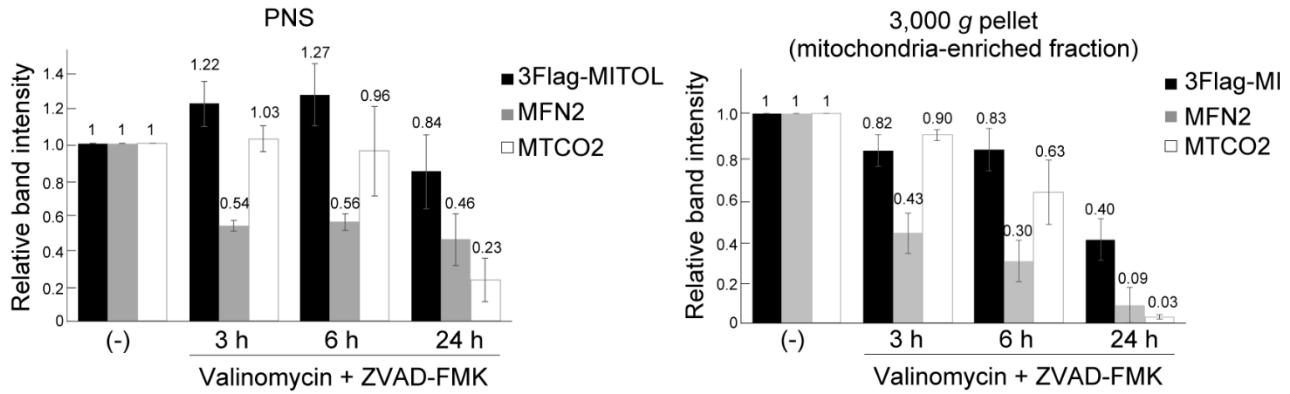 PNS
Relative band intensity
1.4
1.2
1.0
0.8
0.6
0.4
0.2
0
1 1 1
1.22
0.54
1.03
1.27
0.56
0.96
0.84
0.46
0.23
3Flag-MITOL
MFN2
MTCO2
(-) 3 h 6 h 24 h
Valinomycin + ZVAD-FMK
3,000 g pellet
(mitochondria-enriched fraction)
Relative band intensity
1.0
0.8
0.6
0.4
0.2
0
1 1 1
0.82
0.43
0.90
0.83
0.30
0.63
0.40
0.09
0.03
3Flag-MI
MFN2
MTCO2
(-) 3 h 6 h 24 h
Valinomycin + ZVAD-FMK